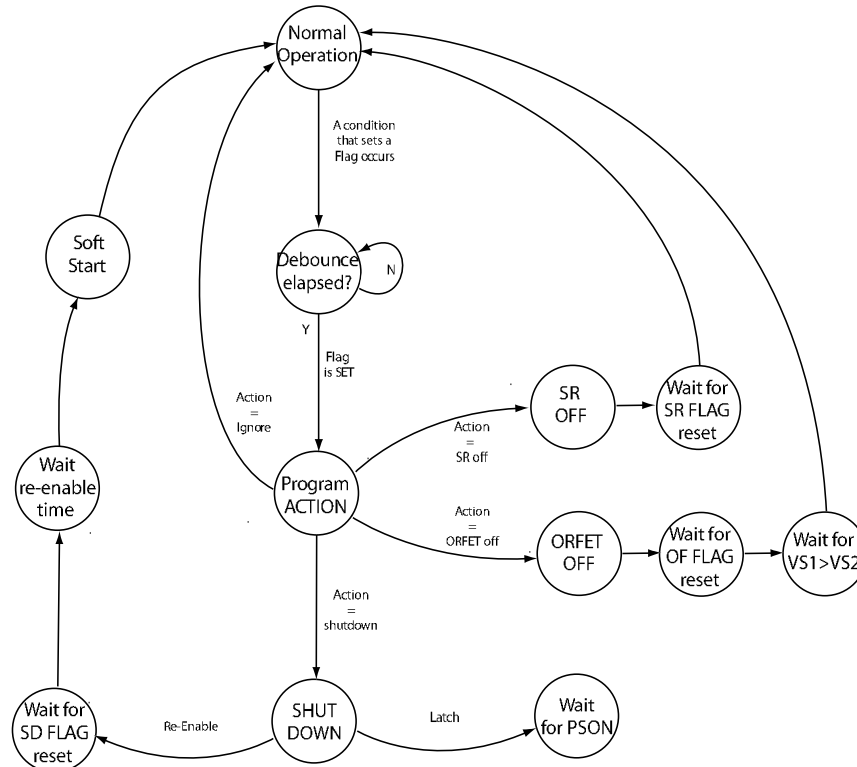 Normal
Operation
A condition
that sets a
Flag occurs
Soft
Start
Debounce
elapsed?
N
Y
Flag
is SET
Action
=
Ignore
SR
OFF
Wait for
SR FLAG
reset
Action
=
SR off
Wait
re-enable
time
Program
ACTION
Action
=
ORFET off
ORFET
OFF
Wait for
OF FLAG
reset
Wait for
VS1>VS2
Action
=
shutdown
Wait for
SD FLAG
reset
Re-Enable
SHUT
DOWN
Latch
Wait
for PSON